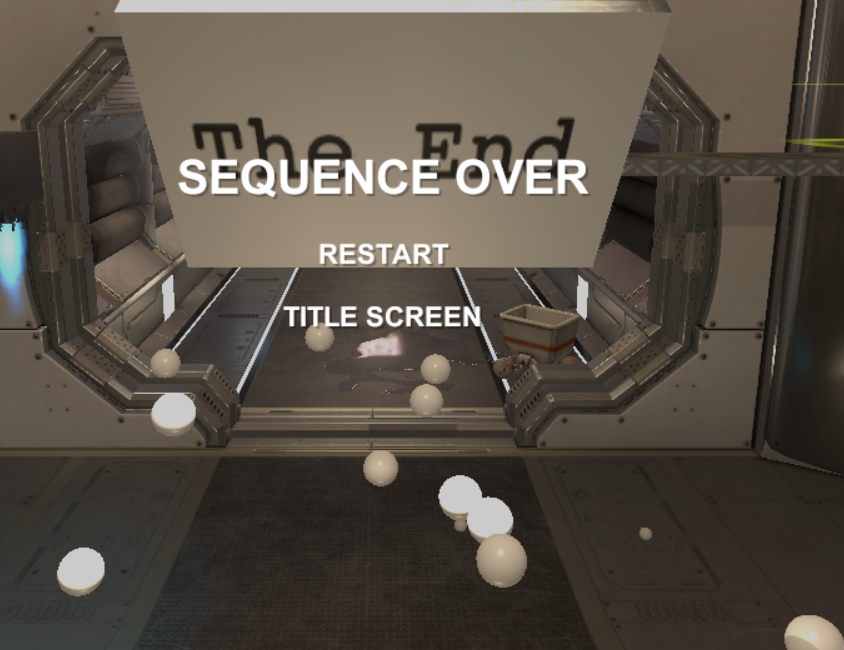 The End
SEQUENCE OVER
RESTART
TITLE SCREEN